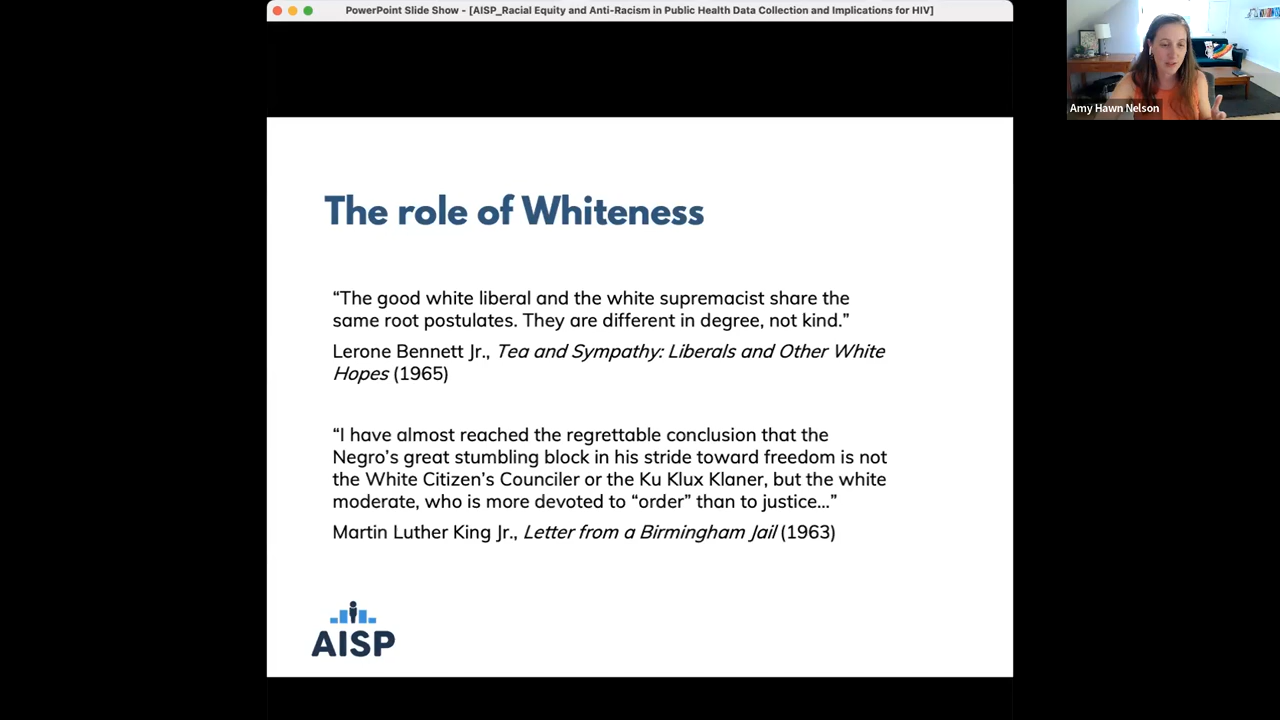 PowerPoint Slide Show - [AISP_Racial Equity and Anti-Racism in Public Health Data Collection and Implications for HIV]
Amy Hawn Nelson
The role of Whiteness
“The good white liberal and the white supremacist share the
same root postulates. They are different in degree, not kind.”
Lerone Bennett Jr., Tea and Sympathy: Liberals and Other White
Hopes (1965)
“I have almost reached the regrettable conclusion that the
Negro’s great stumbling block in his stride toward freedom is not
the White Citizen’s Counciler or the Ku Klux Klaner, but the white
moderate, who is more devoted to “order” than to justice…”
Martin Luther King Jr., Letter from a Birmingham Jail (1963)
AISP